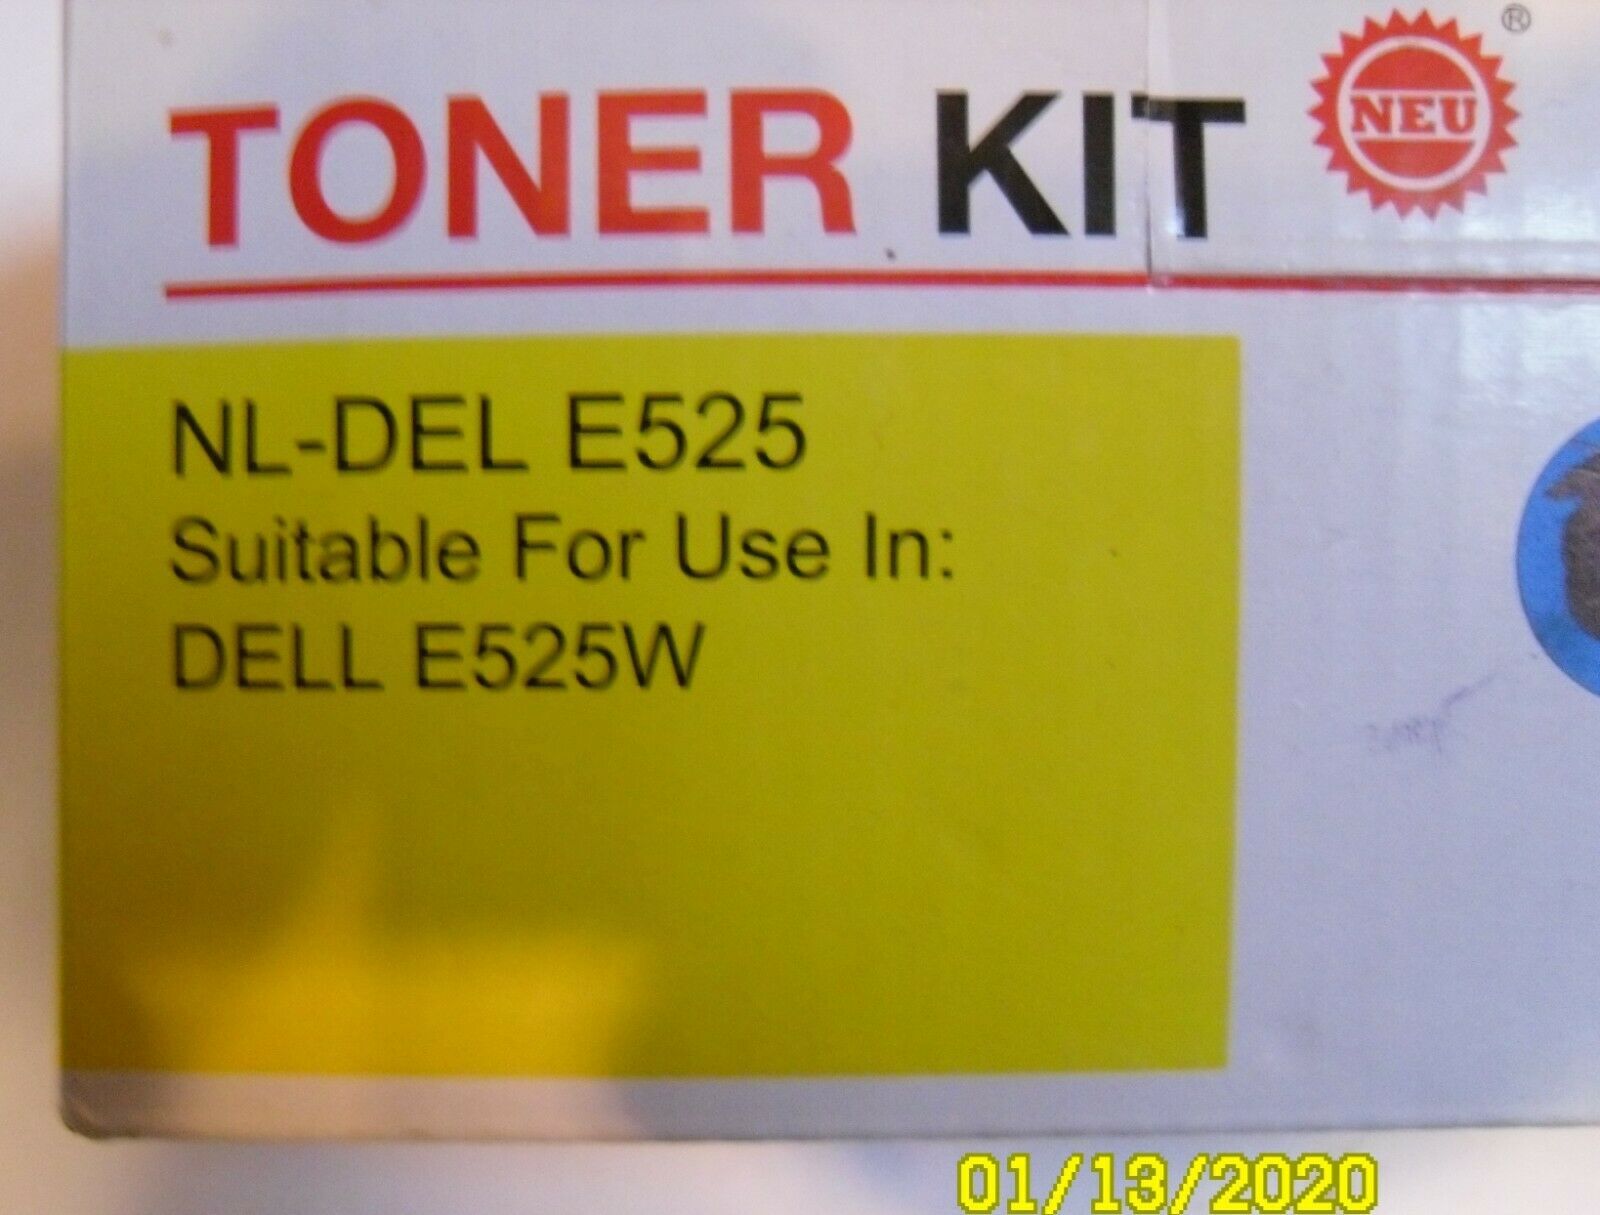 TONER KIT
NEU ®
NL-DEL E525
Suitable For Use In:
DELL E525W
01/13/2020